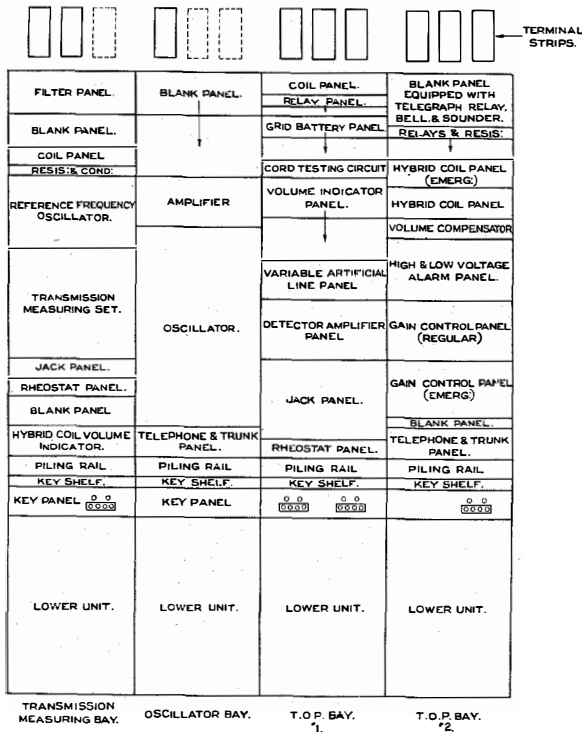 TERMINAL
STRIPS.
FILTER PANEL.
BLANK PANEL.
COIL PANEL
RESIS: & COND:
REFERENCE FREQUENCY
OSCILLATOR.
TRANSMISSION
MEASURING SET.
JACK PANEL.
RHEOSTAT PANEL.
BLANK PANEL
HYBRID COIL VOLUME
INDICATOR.
PILING RAIL
KEY SHELF.
KEY PANEL
LOWER UNIT.
TRANSMISSION
MEASURING BAY.
BLANK PANEL.
AMPLIFIER
OSCILLATOR.
TELEPHONE & TRUNK
PANEL.
PILING RAIL
KEY SHELF.
KEY PANEL
LOWER UNIT.
OSCILLATOR BAY.
COIL PANEL.
RELAY PANEL.
GRID BATTERY PANEL
CORD TESTING CIRCUIT
VOLUME INDICATOR
PANEL.
VARIABLE ARTIFICIAL
LINE PANEL
DETECTOR AMPLIFIER
PANEL
JACK PANEL.
RHEOSTAT PANEL.
PILING RAIL
KEY SHELF.
LOWER UNIT.
T.O.P. BAY.
#1.
BLANK PANEL
EQUIPPED WITH
TELEGRAPH RELAY,
BELL, & SOUNDER.
RELAYS & RESIS:
HYBRID COIL PANEL
(EMERG:)
HYBRID COIL PANEL
VOLUME COMPENSATOR
HIGH & LOW VOLTAGE
ALARM PANEL.
GAIN CONTROL PANEL
(REGULAR)
GAIN CONTROL PANEL
(EMERG:)
BLANK PANEL.
TELEPHONE & TRUNK
PANEL.
PILING RAIL
KEY SHELF.
LOWER UNIT.
T.O.P. BAY.
#2.